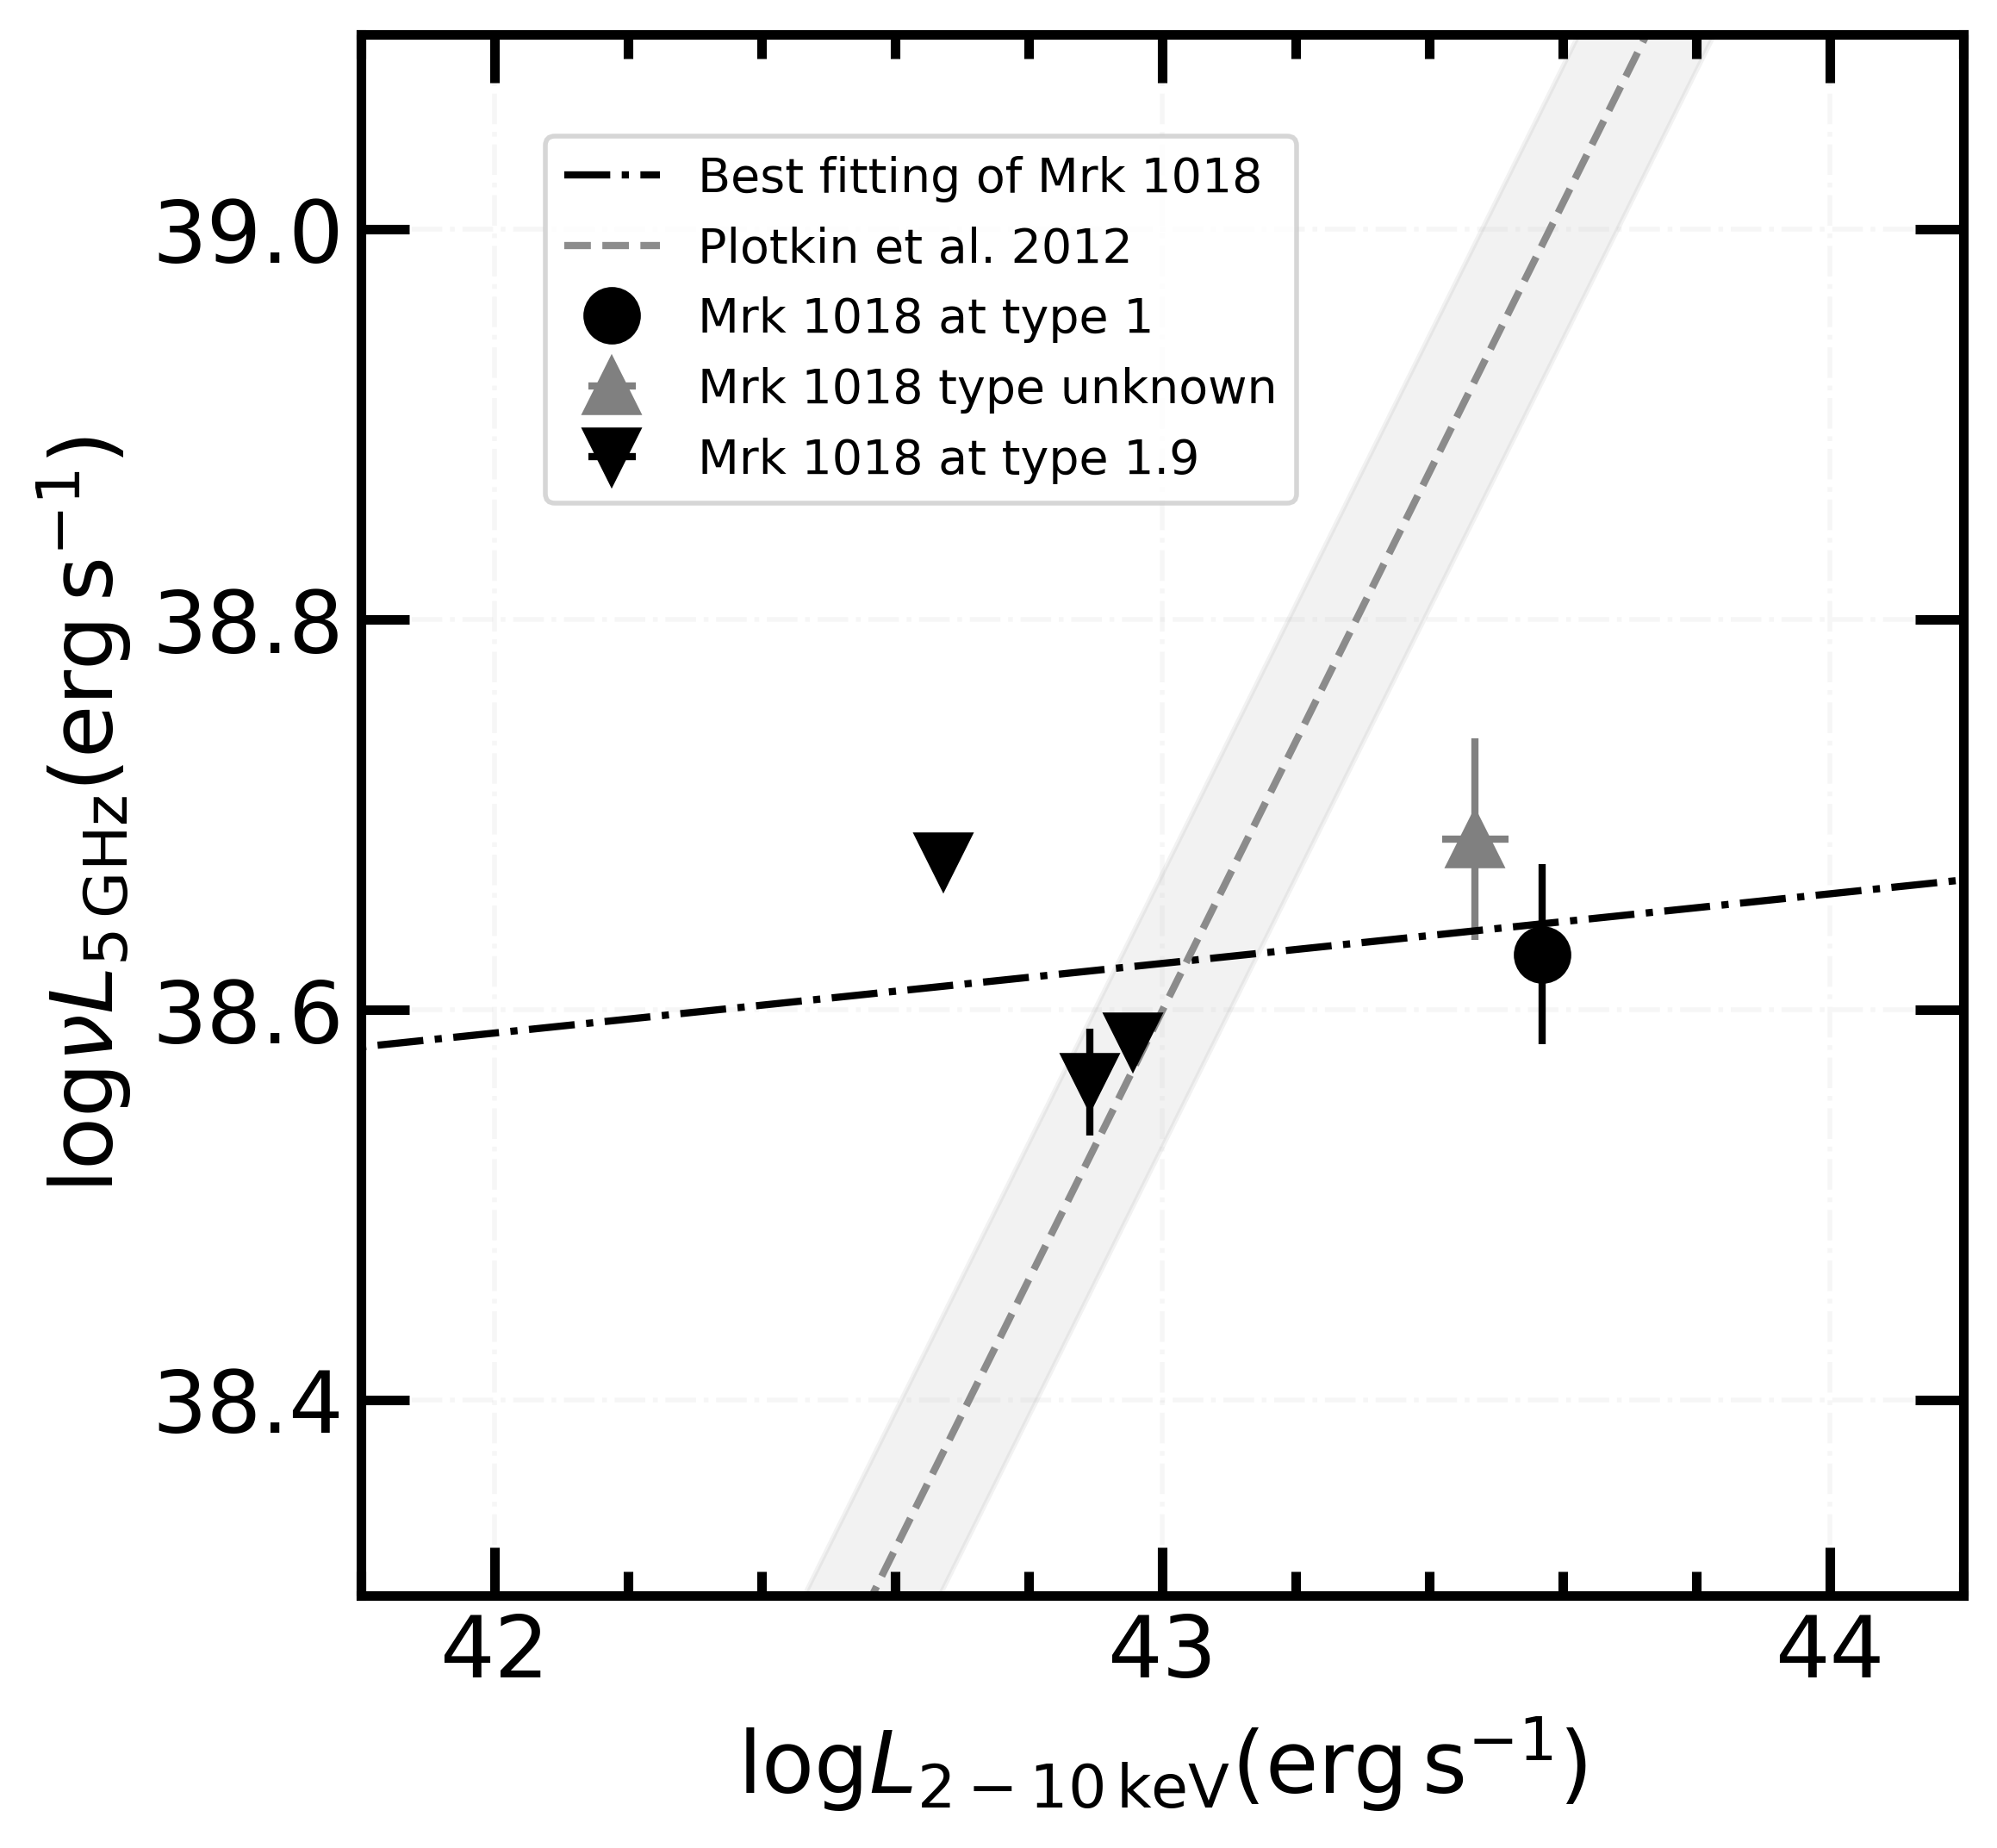 Best fitting of Mrk 1018
Plotkin et al. 2012
Mrk 1018 at type 1
Mrk 1018 type unknown
Mrk 1018 at type 1.9
39.0
38.8
38.6
38.4
logνL₅ GHz(erg s⁻¹)
42 43 44
logL₂₋₁₀ keV(erg s⁻¹)